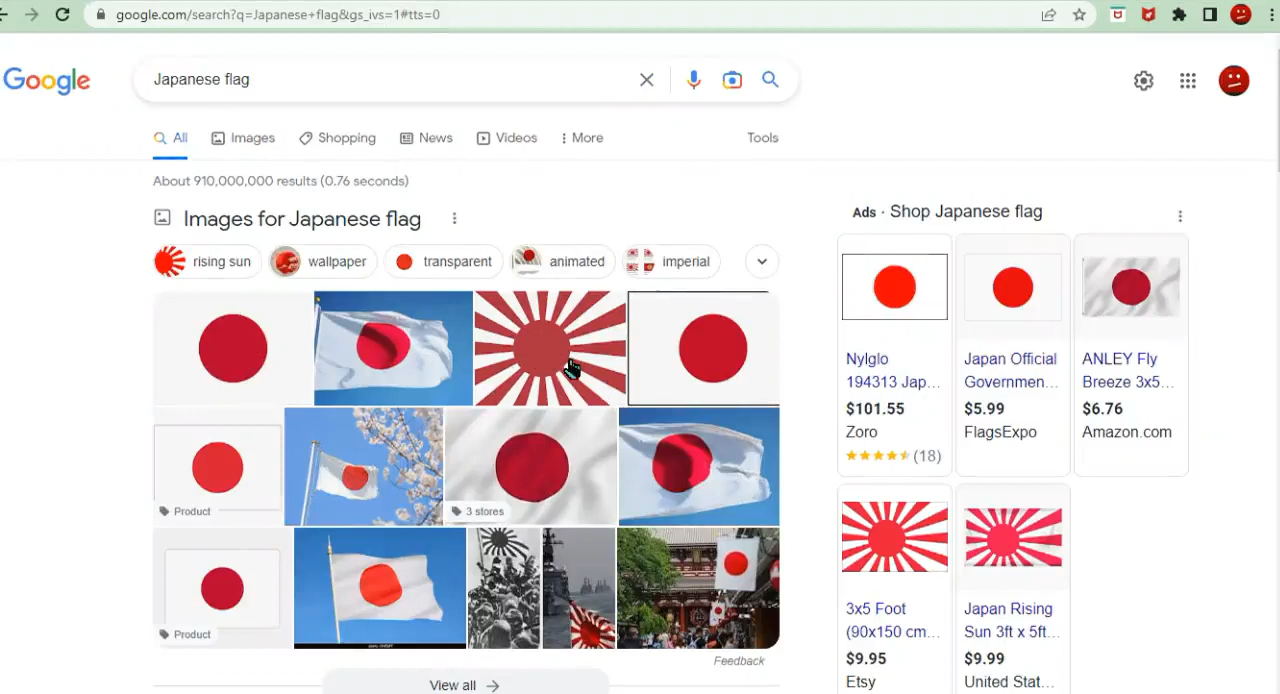 google.com/search?q=Japanese+flag&gs_ivs=1#tts=0
Google
Japanese flag
All
Images
Shopping
News
Videos
More
Tools
About 910,000,000 results (0.76 seconds)
Images for Japanese flag
rising sun
wallpaper
transparent
animated
imperial
Product
3 stores
Product
Feedback
View all
Ads · Shop Japanese flag
Nylglo
194313 Jap...
$101.55
Zoro
(18)
Japan Official
Governmen...
$5.99
FlagsExpo
ANLEY Fly
Breeze 3x5...
$6.76
Amazon.com
3x5 Foot
(90x150 cm...
$9.95
Etsy
Japan Rising
Sun 3ft x 5ft...
$9.99
United Stat...